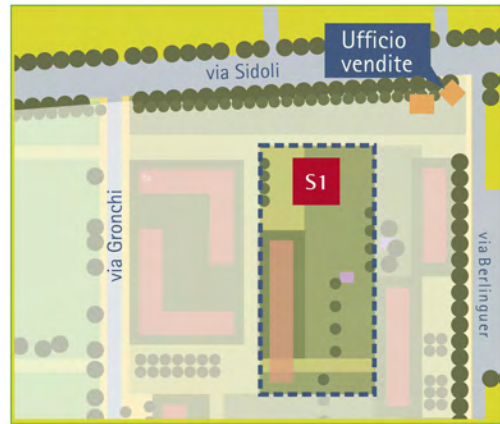 Ufficio
vendite
via Sidoli
S1
via Gronchi
via Berlinguer